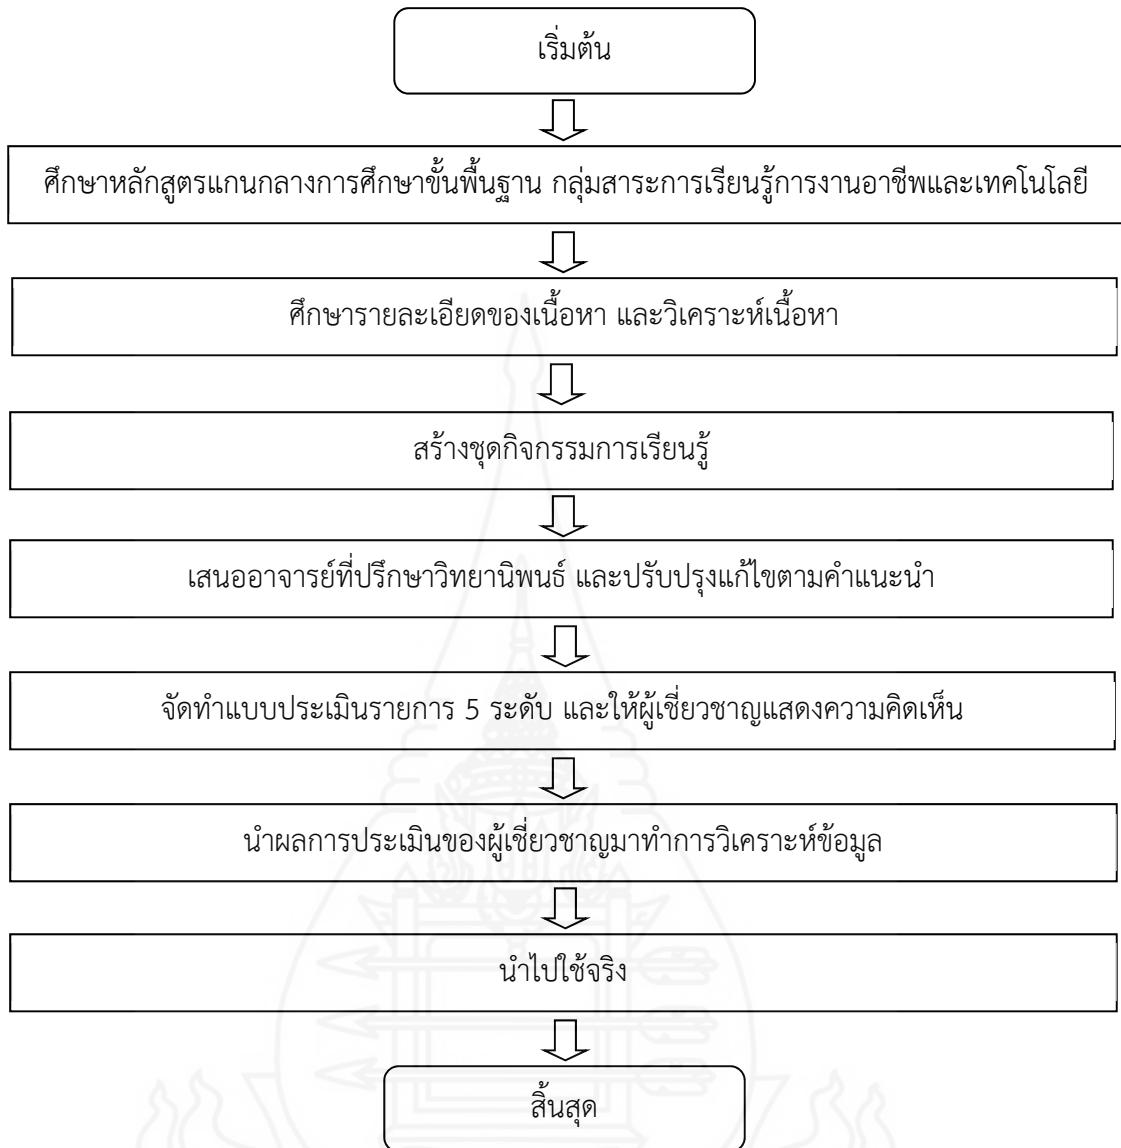 เริ่มต้น
ศึกษาหลักสูตรแกนกลางการศึกษาขั้นพื้นฐาน กลุ่มสาระการเรียนรู้การงานอาชีพและเทคโนโลยี
ศึกษารายละเอียดของเนื้อหา และวิเคราะห์เนื้อหา
สร้างชุดกิจกรรมการเรียนรู้
เสนออาจารย์ที่ปรึกษาวิทยานิพนธ์ และปรับปรุงแก้ไขตามคำแนะนำ
จัดทำแบบประเมินรายการ 5 ระดับ และให้ผู้เชี่ยวชาญแสดงความคิดเห็น
นำผลการประเมินของผู้เชี่ยวชาญมาทำการวิเคราะห์ข้อมูล
นำไปใช้จริง
สิ้นสุด